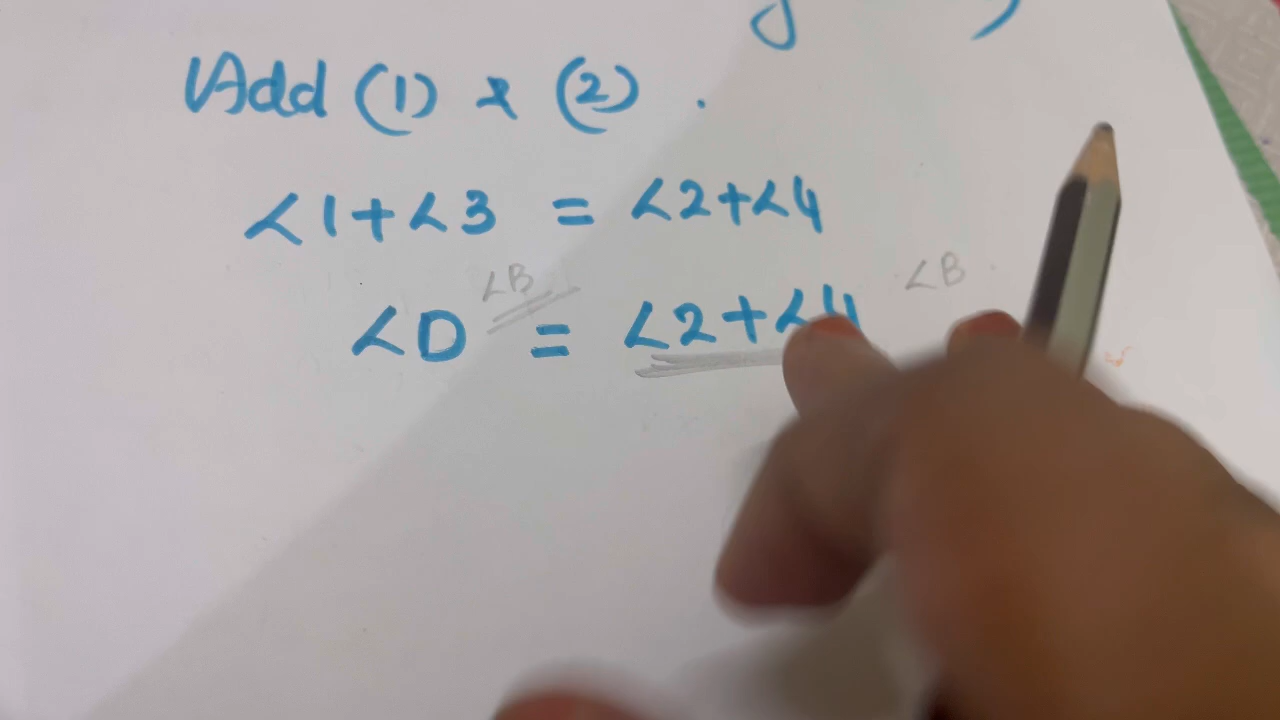 Add (1) & (2).
∠1+∠3 = ∠2+∠4
∠B ∠B
∠D = ∠2+∠4